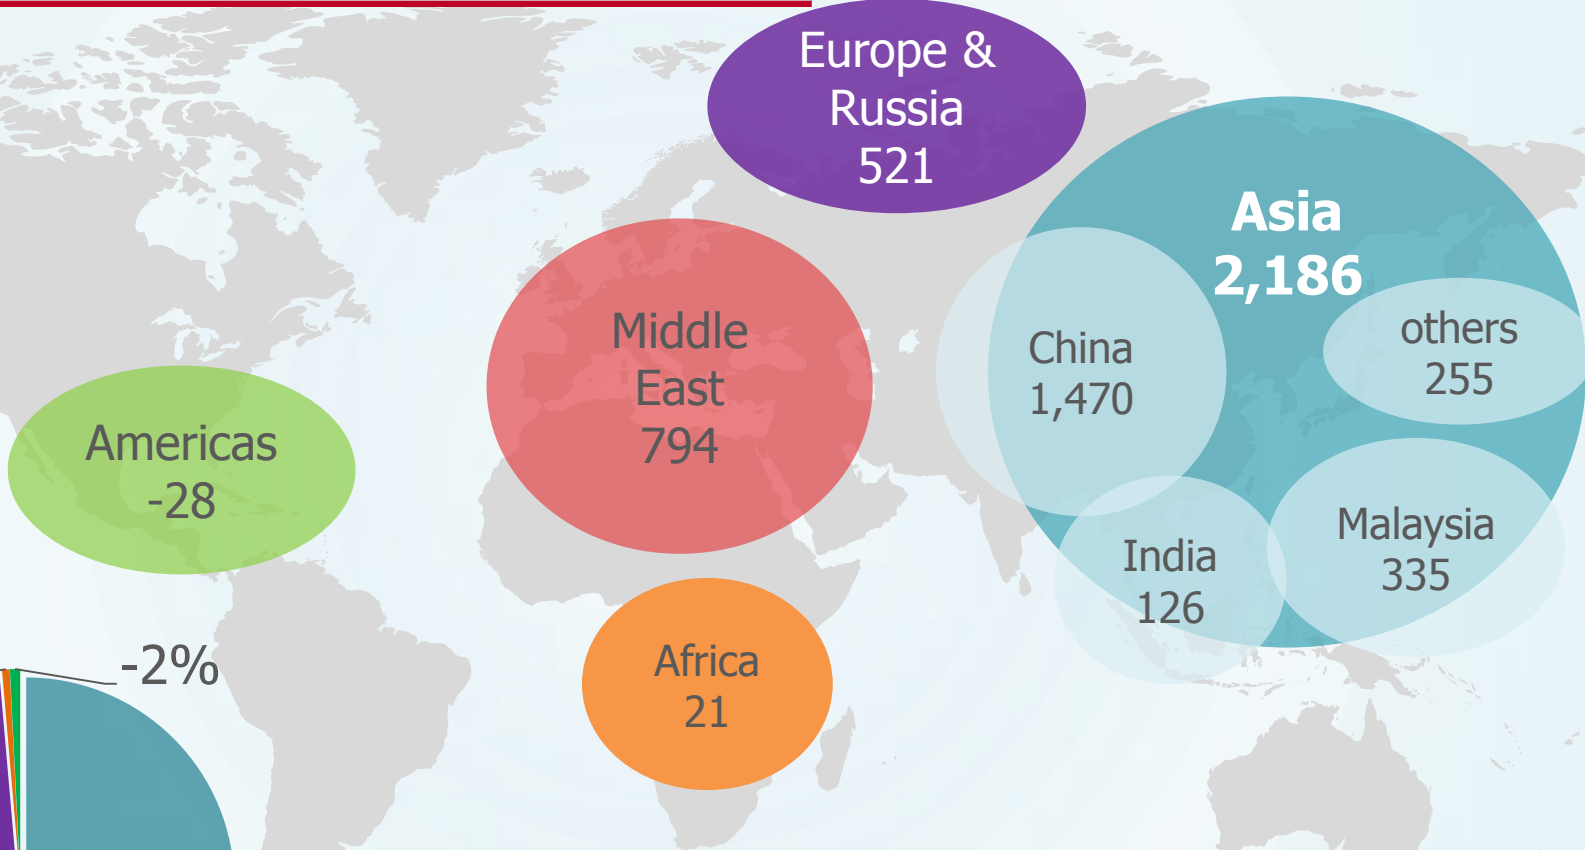 Europe &
Russia
521
Asia
2,186
Middle
East
794
China
1,470
others
255
Americas
-28
Malaysia
335
India
126
Africa
21
-2%